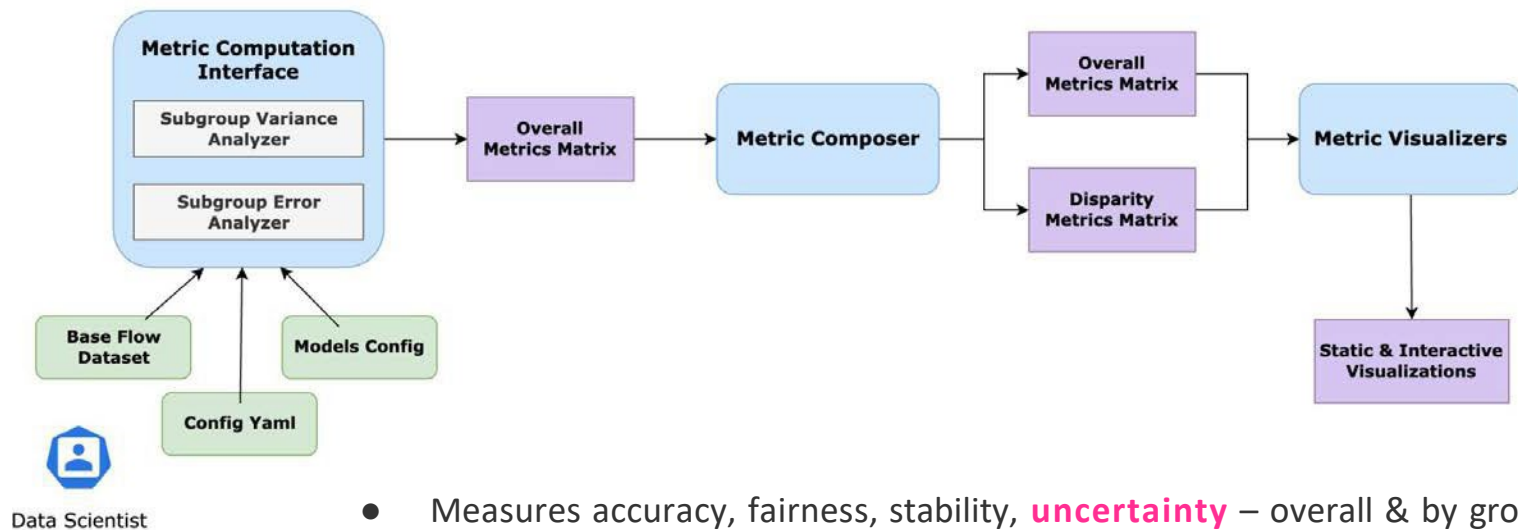 Metric Computation
Interface
Subgroup Variance
Analyzer
Subgroup Error
Analyzer
Base Flow
Dataset
Models Config
Config Yaml
Data Scientist
Overall
Metrics Matrix
Metric Composer
Overall
Metrics Matrix
Disparity
Metrics Matrix
Metric Visualizers
Static & Interactive
Visualizations
● Measures accuracy, fairness, stability, uncertainty – overall & by